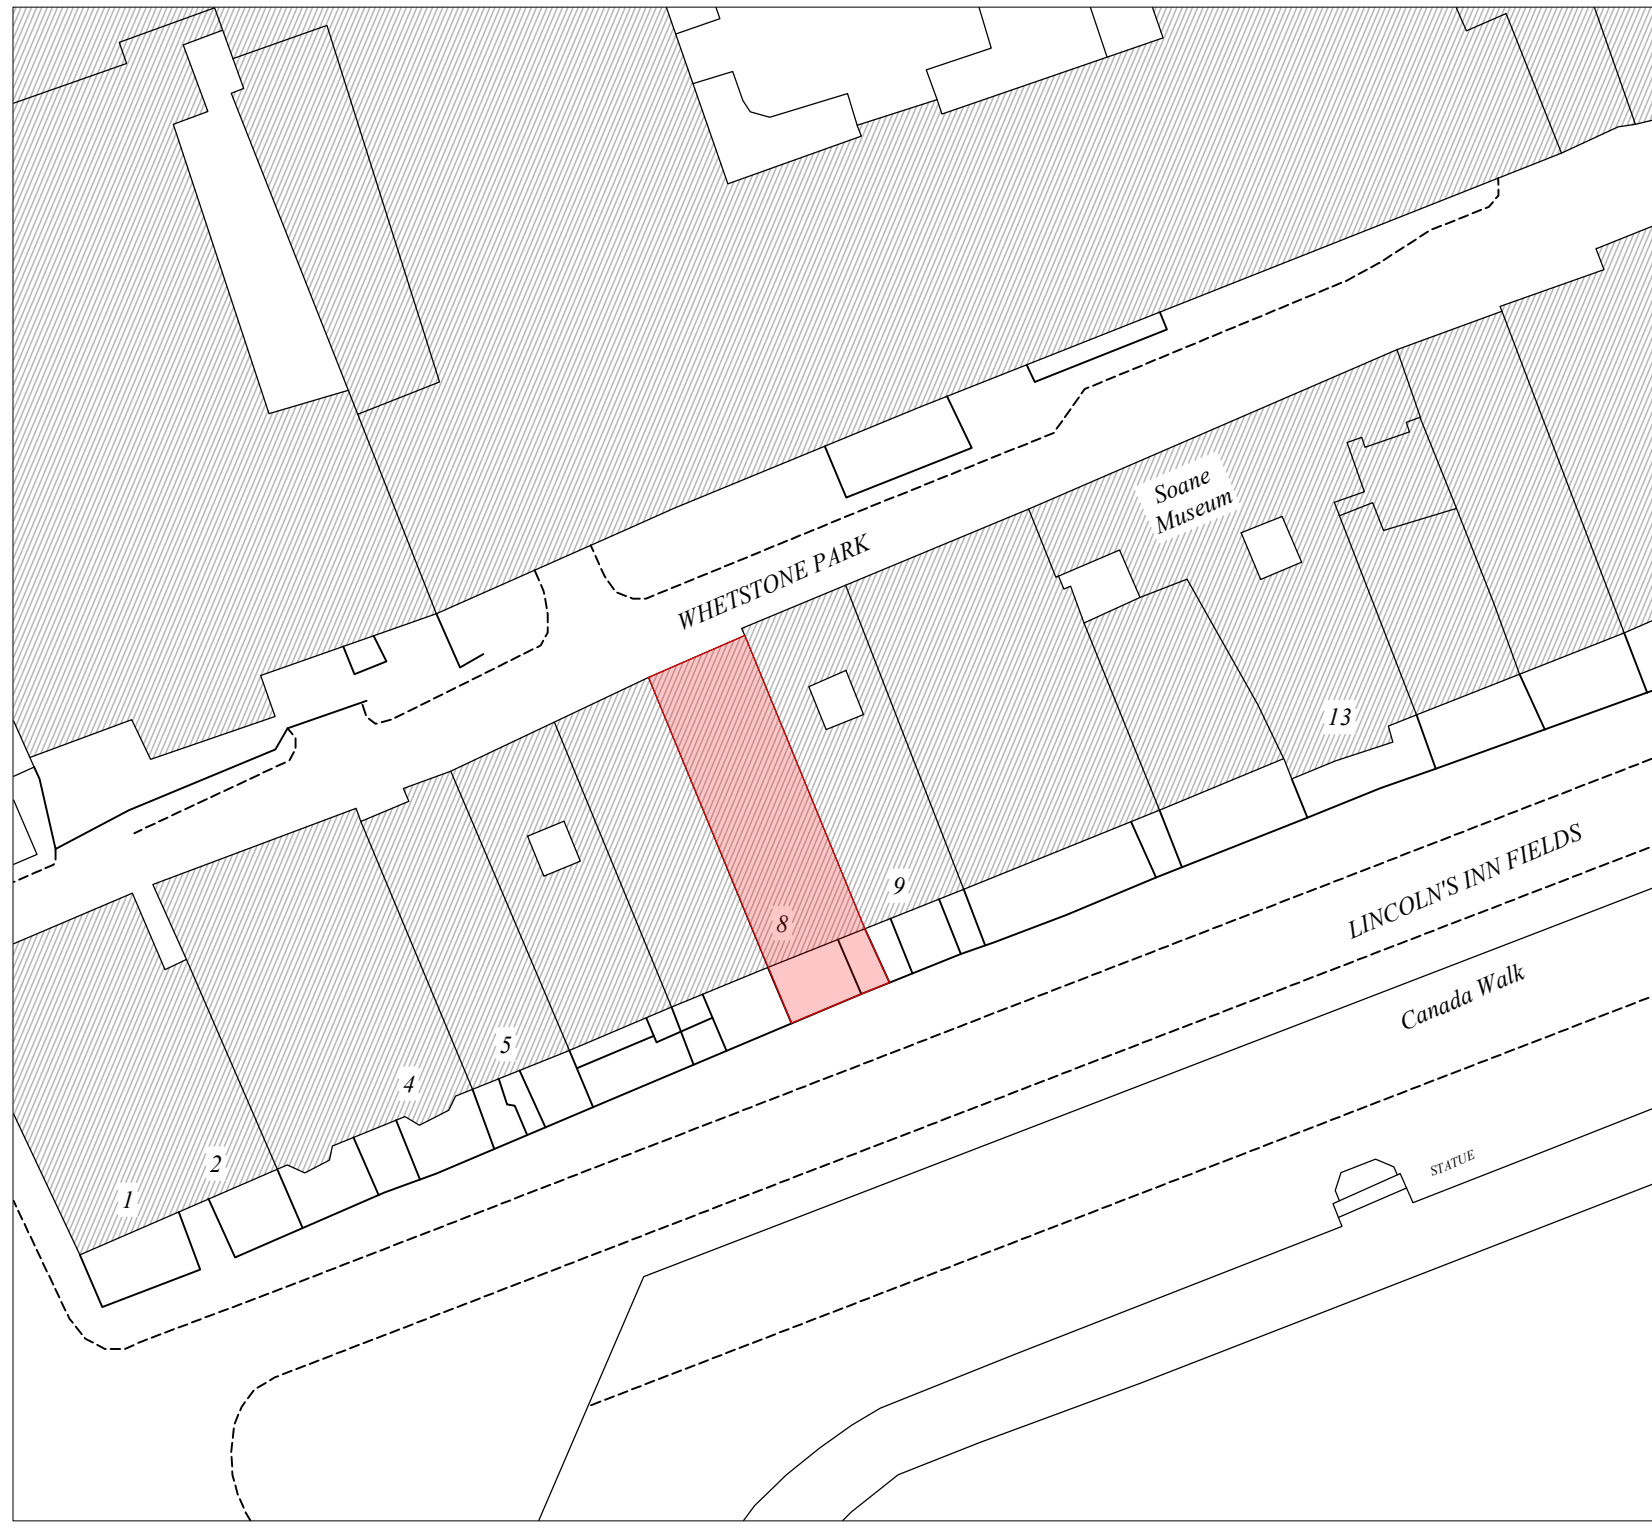 Soane
Museum
WHETSTONE PARK
13
LINCOLN'S INN FIELDS
9
8
Canada Walk
5
4
STATUE
2
1